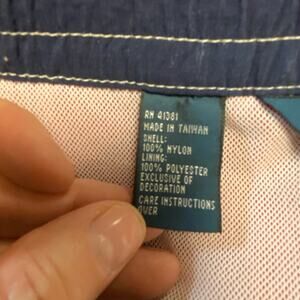 RN 41381
MADE IN TAIWAN
SHELL:
100% NYLON
LINING:
100% POLYESTER
EXCLUSIVE OF
DECORATION
CARE INSTRUCTIONS
OVER